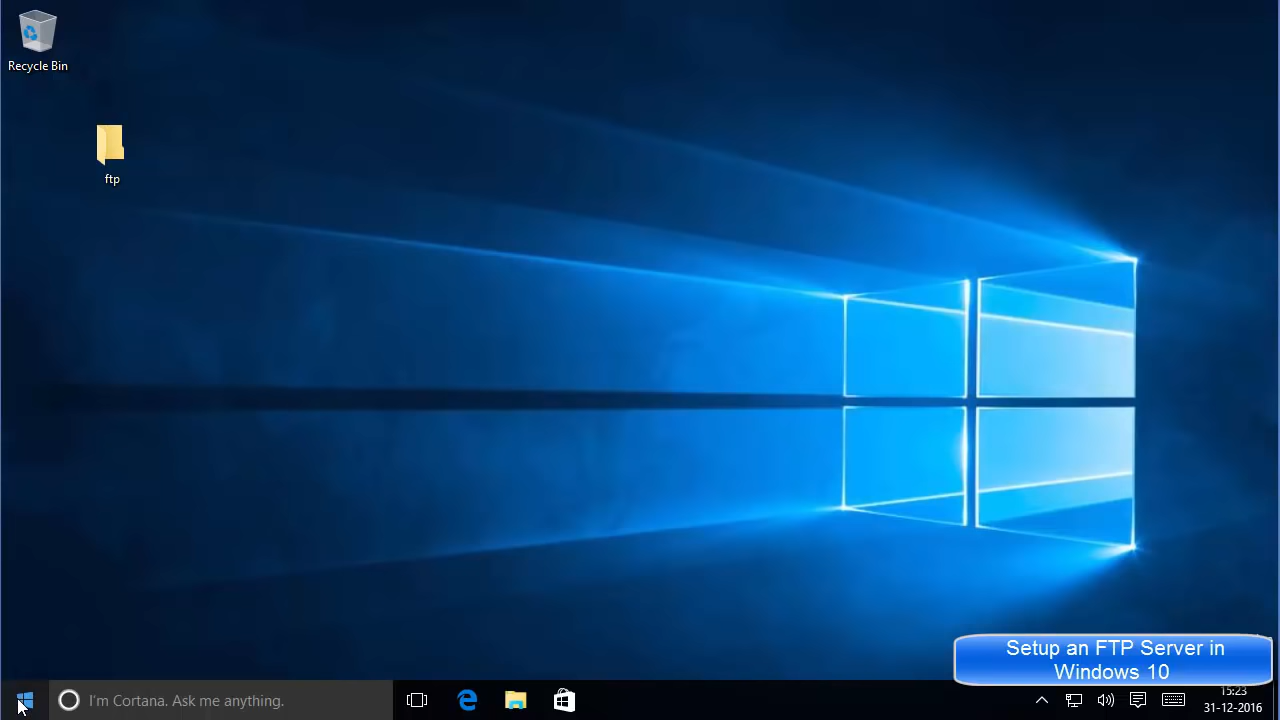 Recycle Bin
ftp
Setup an FTP Server in
Windows 10
I'm Cortana. Ask me anything.
15:23
31-12-2016